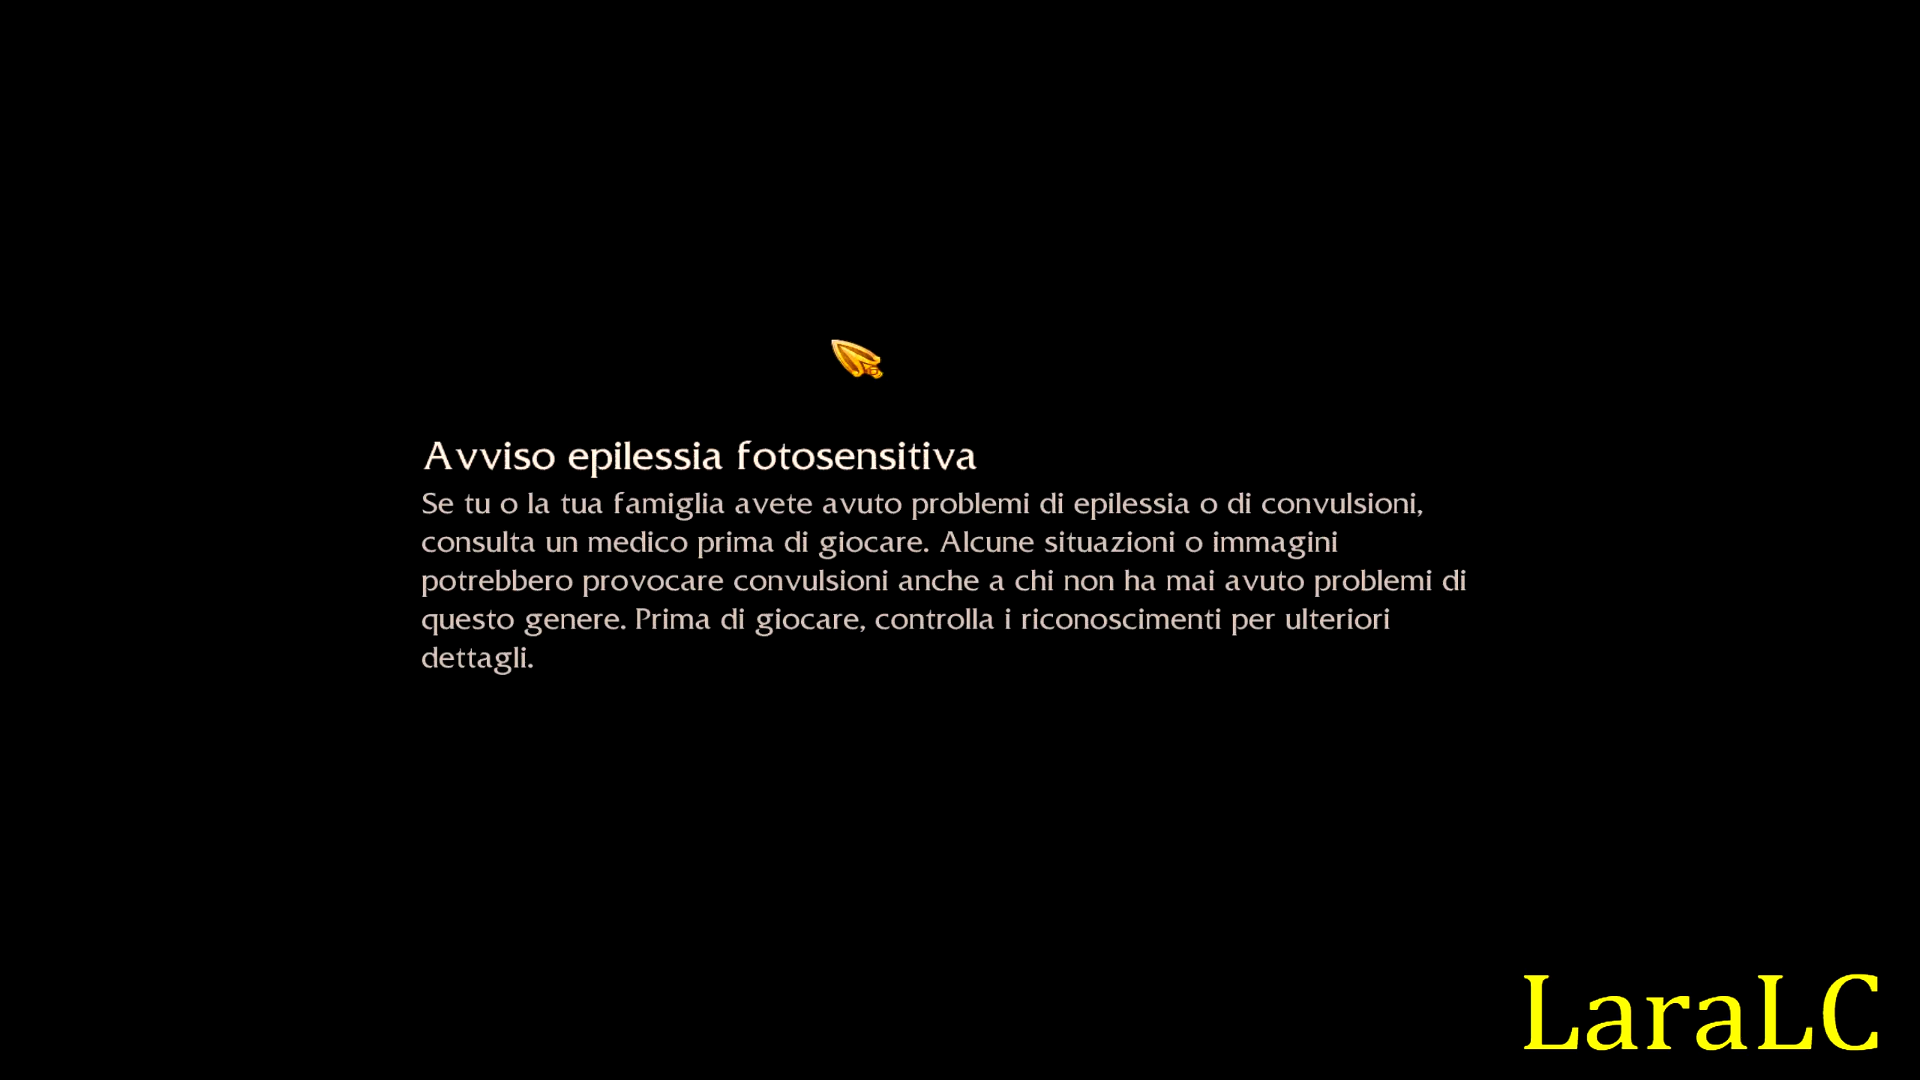 Avviso epilessia fotosensitiva
Se tu o la tua famiglia avete avuto problemi di epilessia o di convulsioni,
consulta un medico prima di giocare. Alcune situazioni o immagini
potrebbero provocare convulsioni anche a chi non ha mai avuto problemi di
questo genere. Prima di giocare, controlla i riconoscimenti per ulteriori
dettagli.
LaraLC